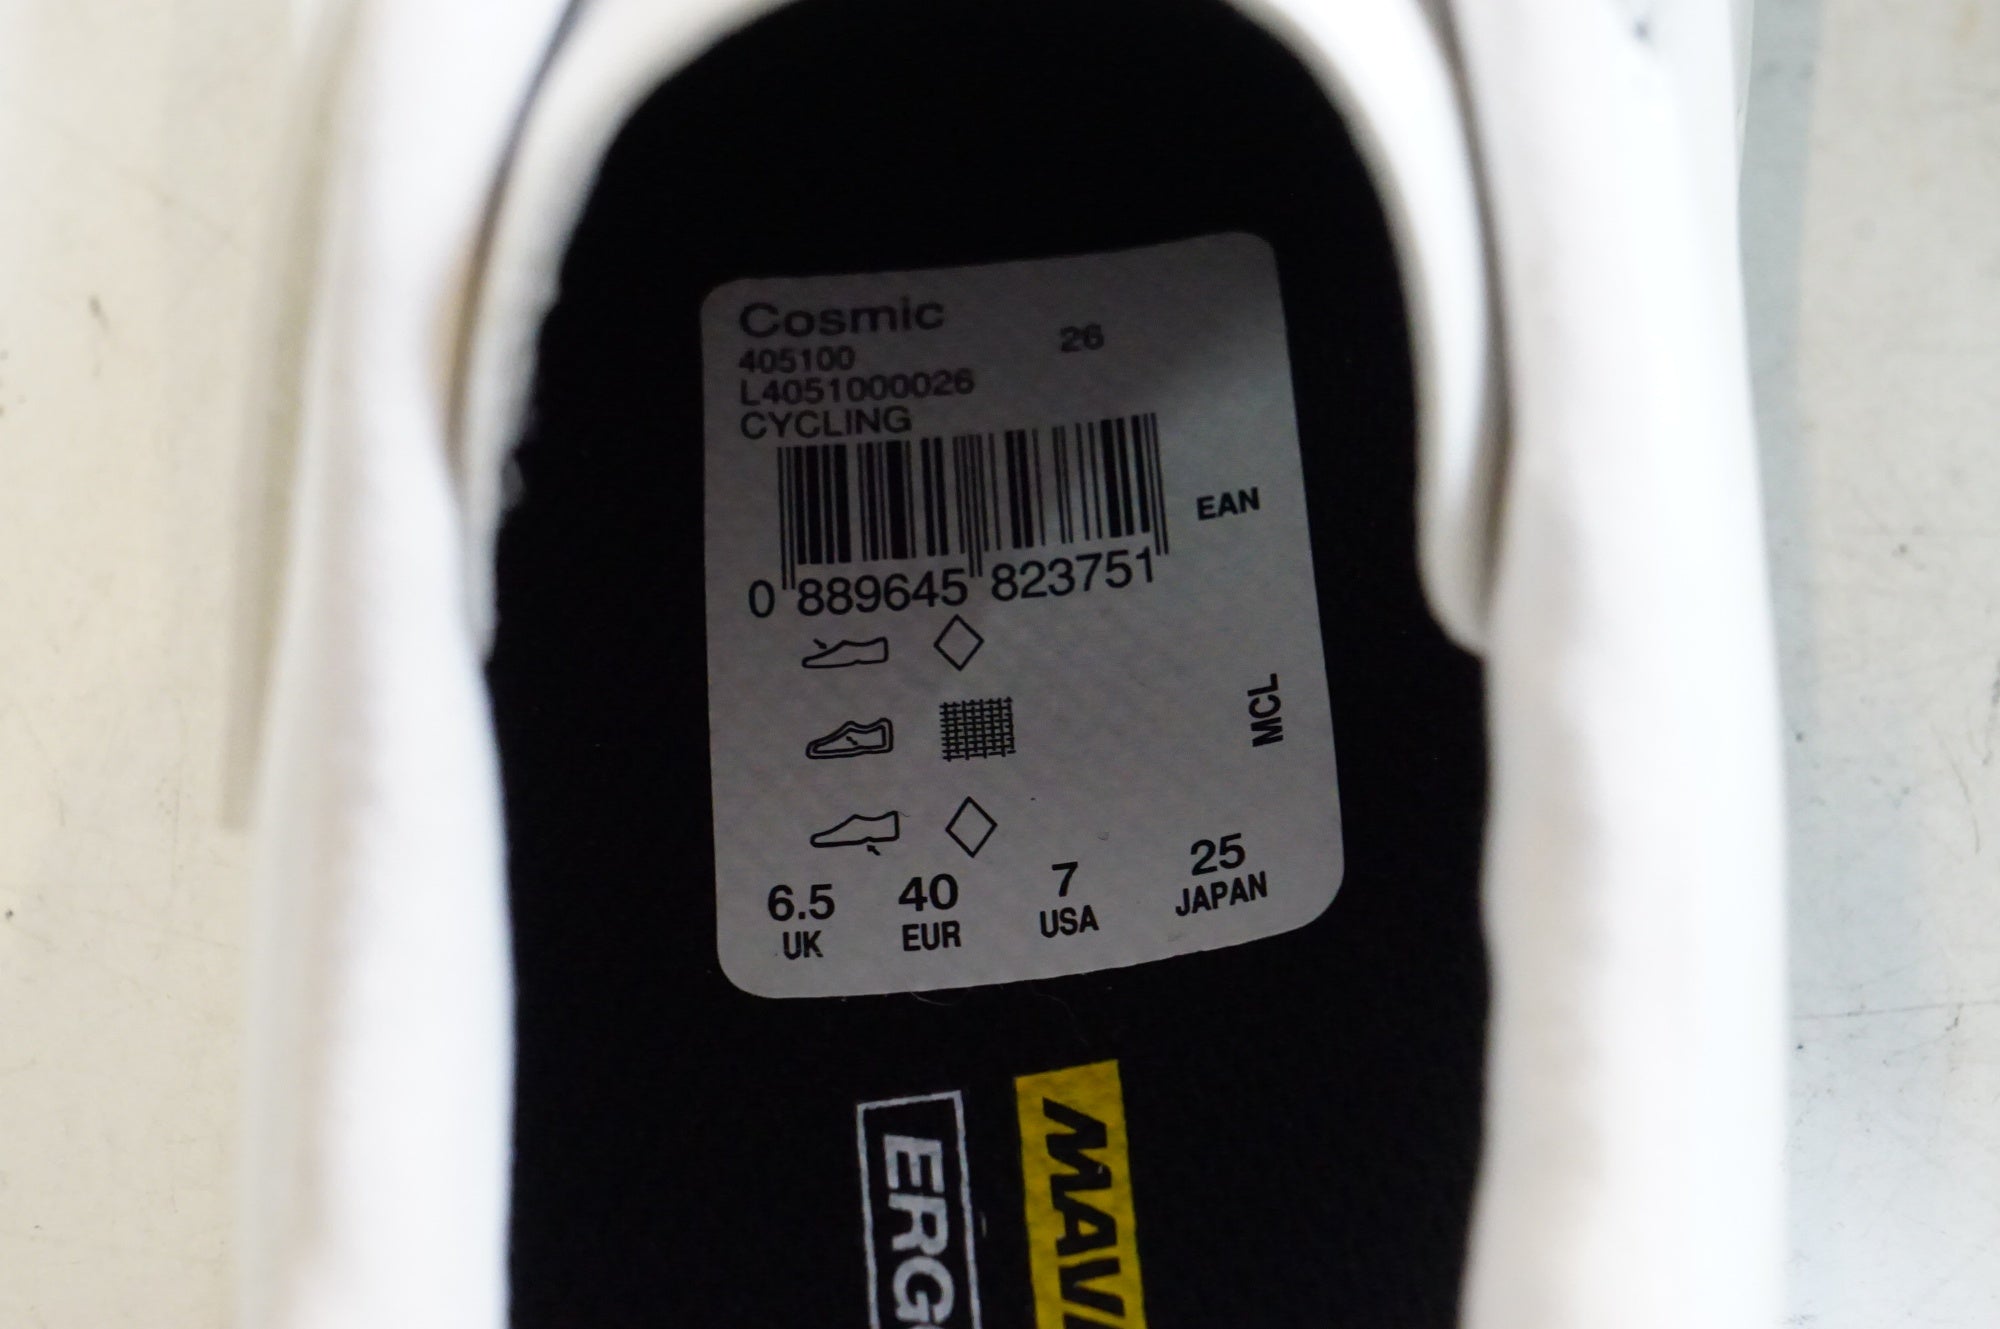 Cosmic
26
405100
L4051000026
CYCLING
EAN
0 889645 823751
MCL
6.5 40 7 25
UK EUR USA JAPAN
ERG
MAV